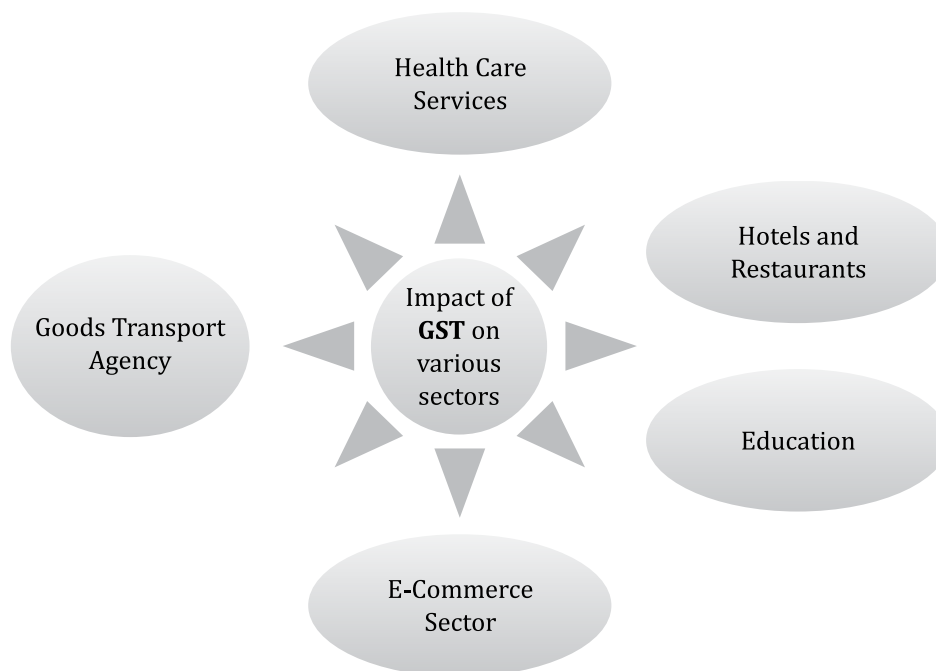 Health Care
Services
Hotels and
Restaurants
Goods Transport
Agency
Impact of
GST on
various
sectors
Education
E-Commerce
Sector